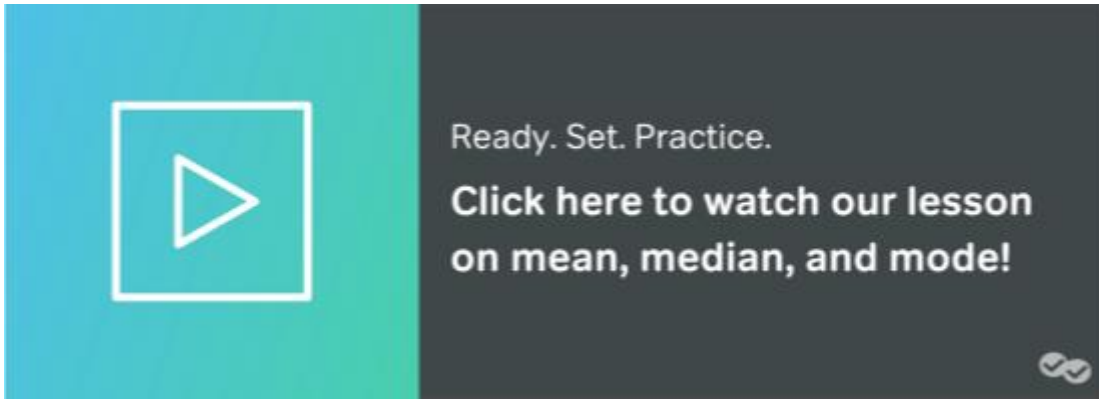 Ready. Set. Practice.
Click here to watch our lesson
on mean, median, and mode!